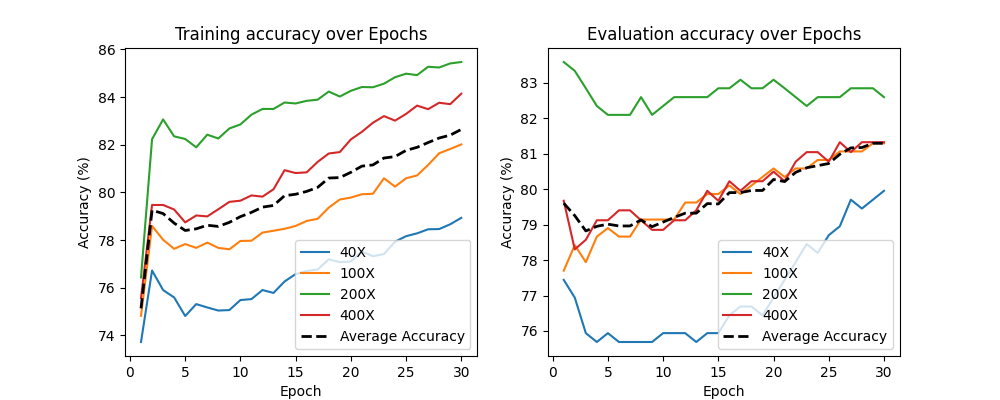 Training accuracy over Epochs
Accuracy (%)
86
84
82
80
78
76
74
0 5 10 15 20 25 30
Epoch
40X
100X
200X
400X
Average Accuracy
Evaluation accuracy over Epochs
Accuracy (%)
83
82
81
80
79
78
77
76
0 5 10 15 20 25 30
Epoch
40X
100X
200X
400X
Average Accuracy